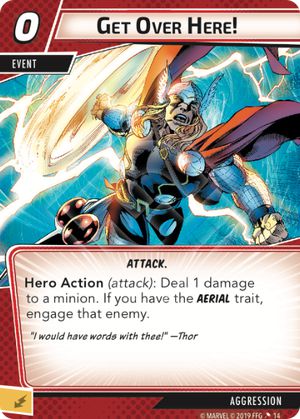 0
GET OVER HERE!
EVENT
ATTACK.
Hero Action (attack): Deal 1 damage
to a minion. If you have the AERIAL trait,
engage that enemy.
"I would have words with thee!" —Thor
AGGRESSION
© MARVEL © 2019 FFG 14